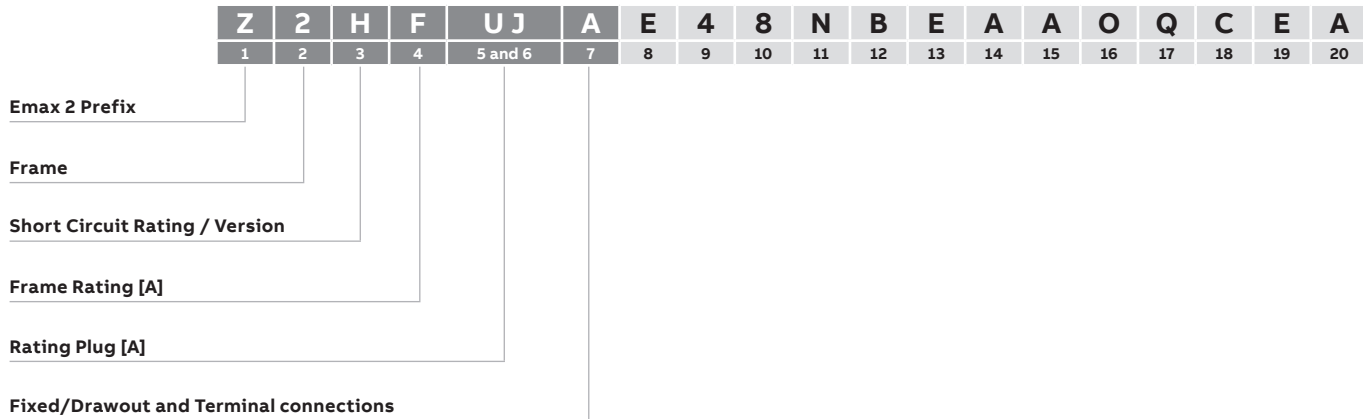 Z 2 H F U J A E 4 8 N B E A A O Q C E A
1 2 3 4 5 and 6 7 8 9 10 11 12 13 14 15 16 17 18 19 20
Emax 2 Prefix
Frame
Short Circuit Rating / Version
Frame Rating [A]
Rating Plug [A]
Fixed/Drawout and Terminal connections